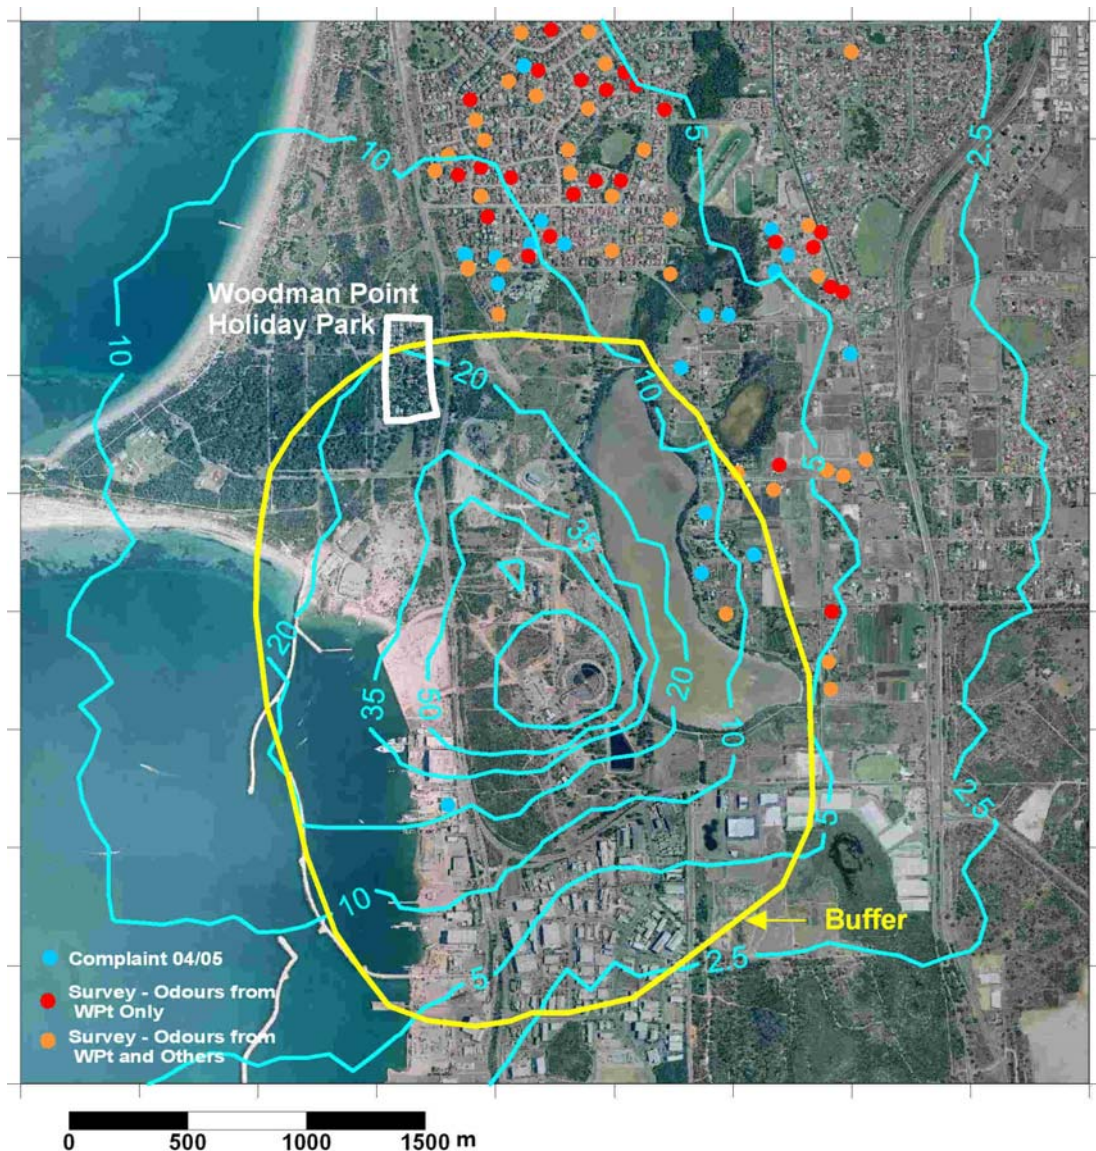 5
2.5
10
Woodman Point
Holiday Park
10
20
10
5
35
20
35
50
20
10
5
2.5
10
Buffer
2.5
5
Complaint 04/05
Survey - Odours from
WPt Only
Survey - Odours from
WPt and Others
0 500 1000 1500 m